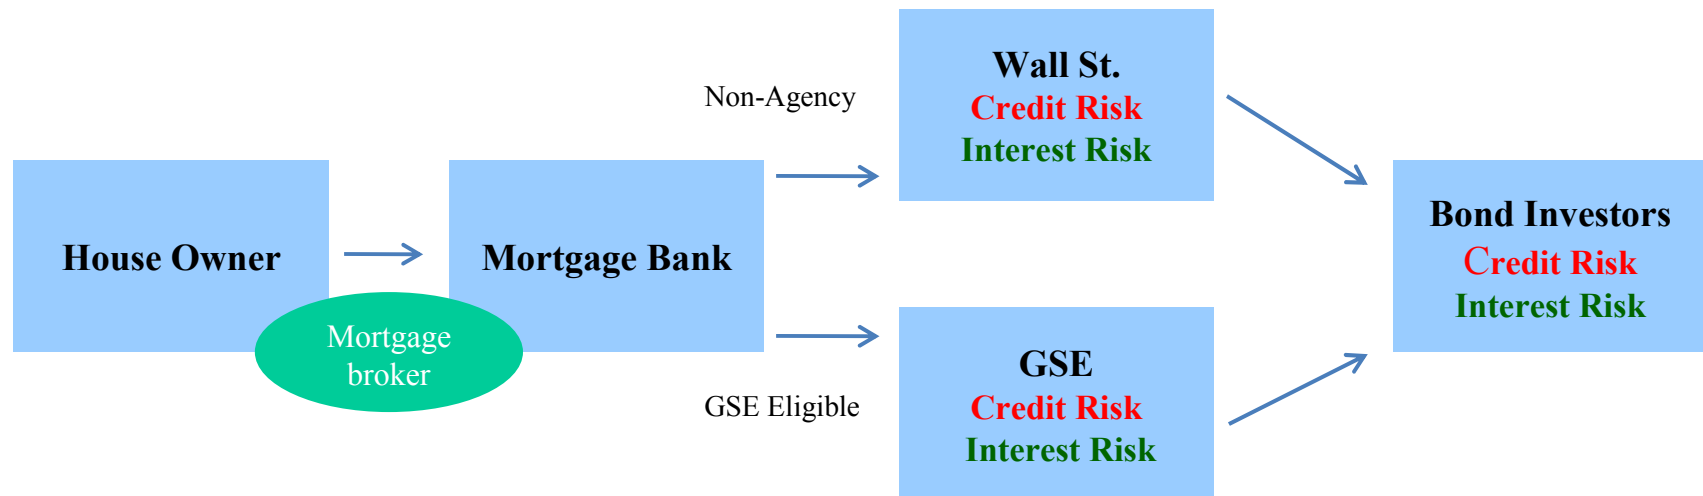 House Owner
Mortgage
broker
Mortgage Bank
Non-Agency
Wall St.
Credit Risk
Interest Risk
GSE Eligible
GSE
Credit Risk
Interest Risk
Bond Investors
Credit Risk
Interest Risk